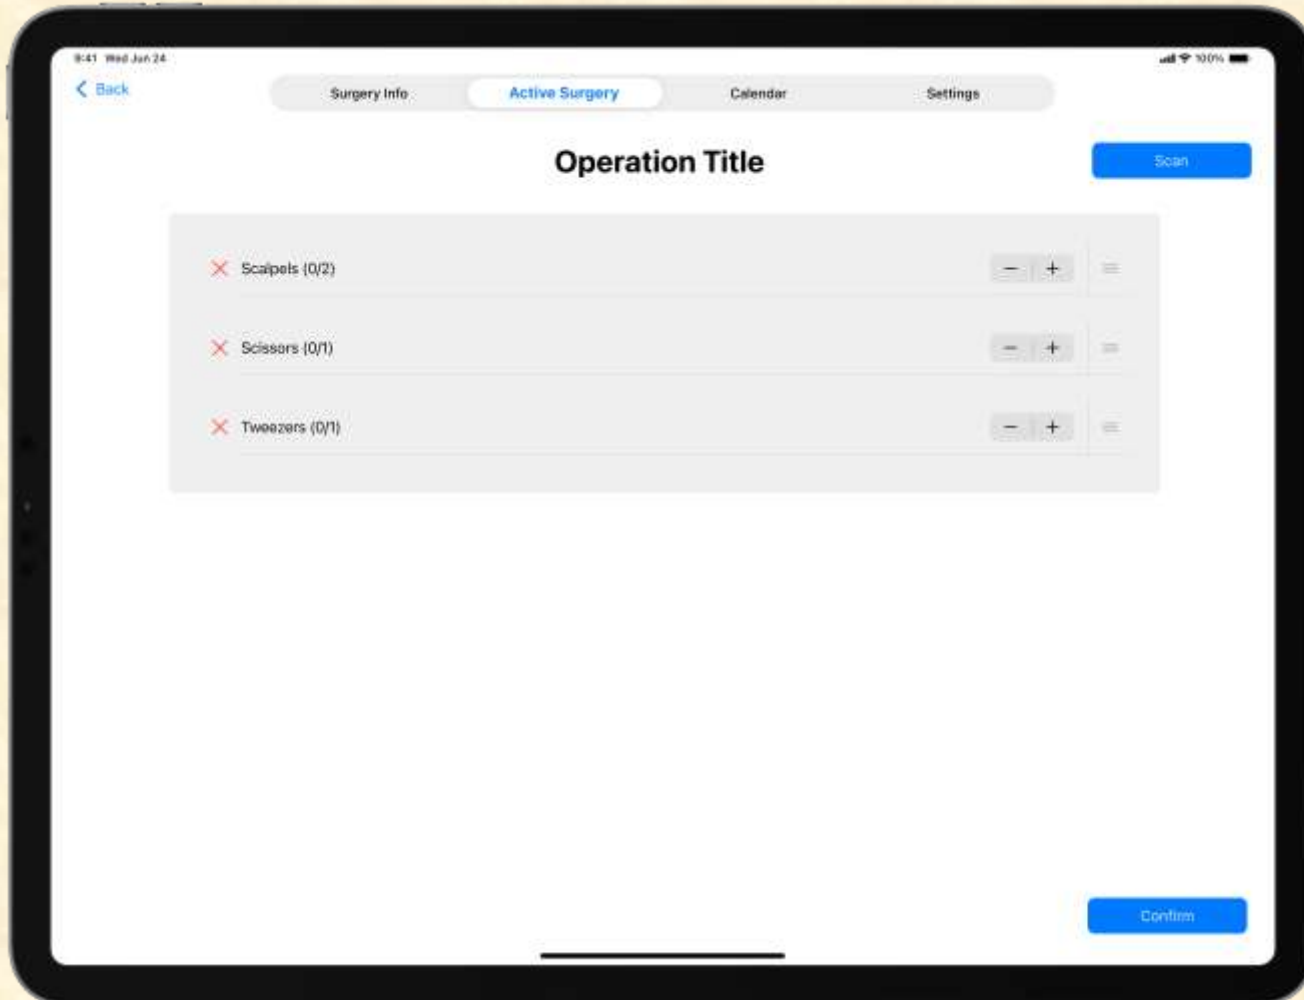 9:41 Wed Jun 24
100%
Back
Surgery Info
Active Surgery
Calendar
Settings
Operation Title
Scan
Scalpels (0/2)
− +
Scissors (0/1)
− +
Tweezers (0/1)
− +
Confirm